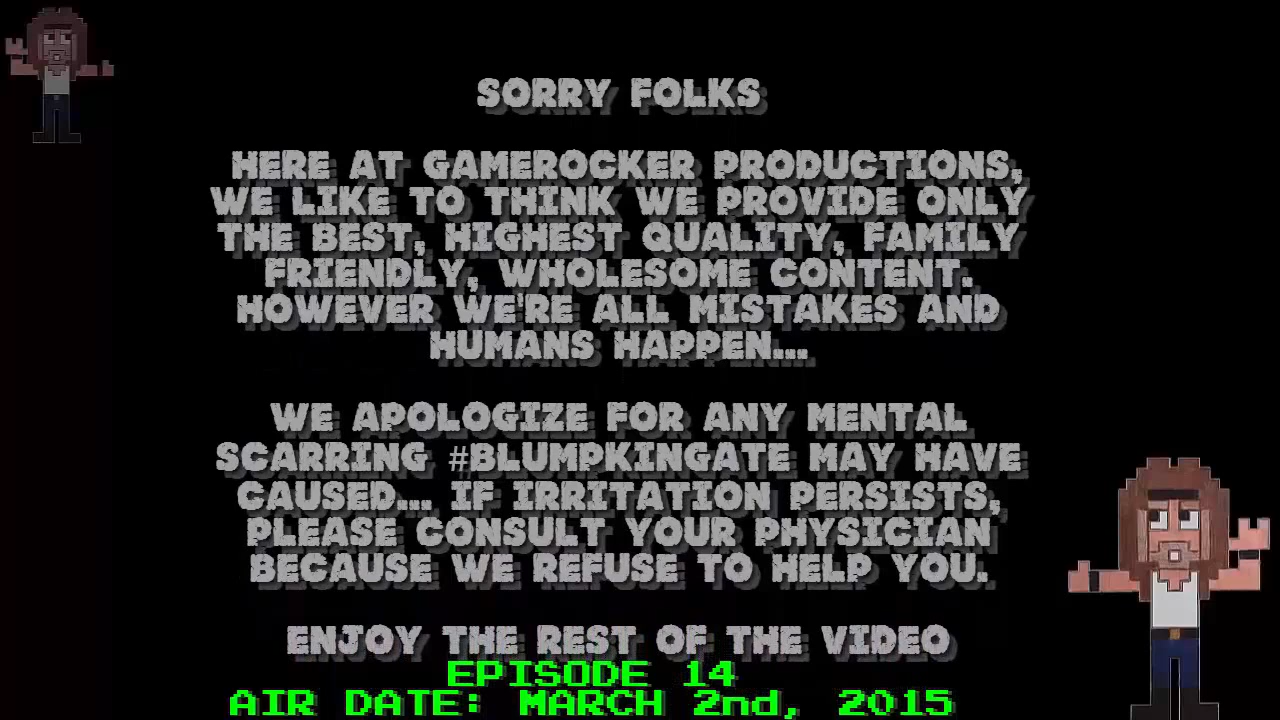 SORRY FOLKS
HERE AT GAMEROCKER PRODUCTIONS,
WE LIKE TO THINK WE PROVIDE ONLY
THE BEST, HIGHEST QUALITY, FAMILY
FRIENDLY, WHOLESOME CONTENT.
HOWEVER WE'RE ALL MISTAKES AND
HUMANS HAPPEN...
WE APOLOGIZE FOR ANY MENTAL
SCARRING #BLUMPKINGATE MAY HAVE
CAUSED... IF IRRITATION PERSISTS,
PLEASE CONSULT YOUR PHYSICIAN
BECAUSE WE REFUSE TO HELP YOU.
ENJOY THE REST OF THE VIDEO
EPISODE 14
AIR DATE: MARCH 2nd, 2015